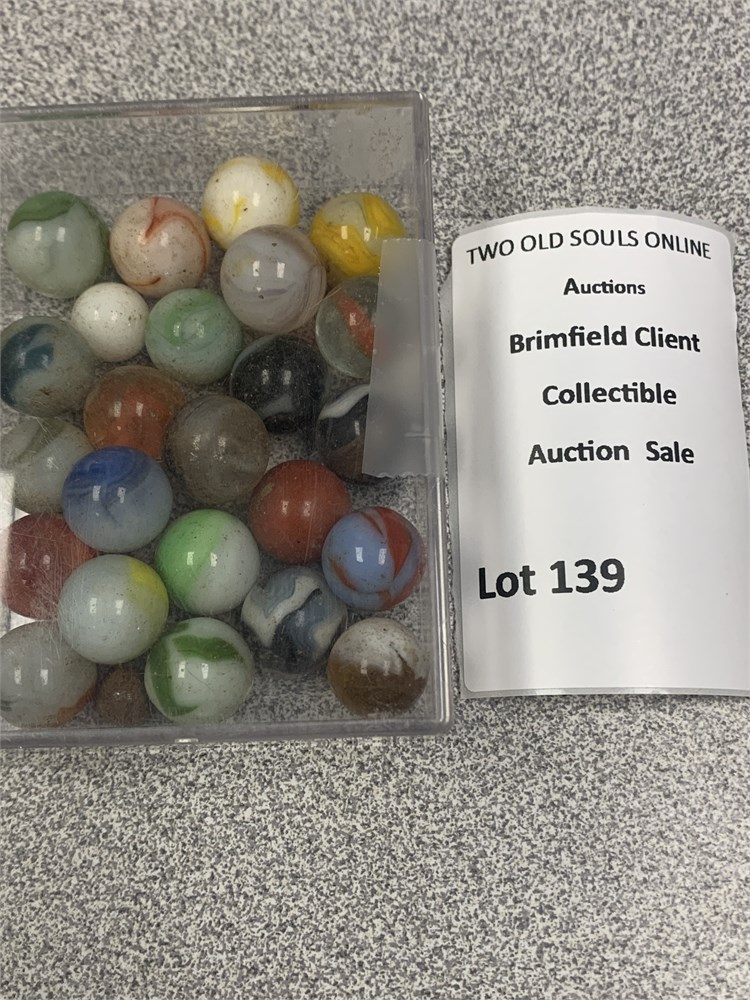 TWO OLD SOULS ONLINE
Auctions
Brimfield Client
Collectible
Auction Sale
Lot 139